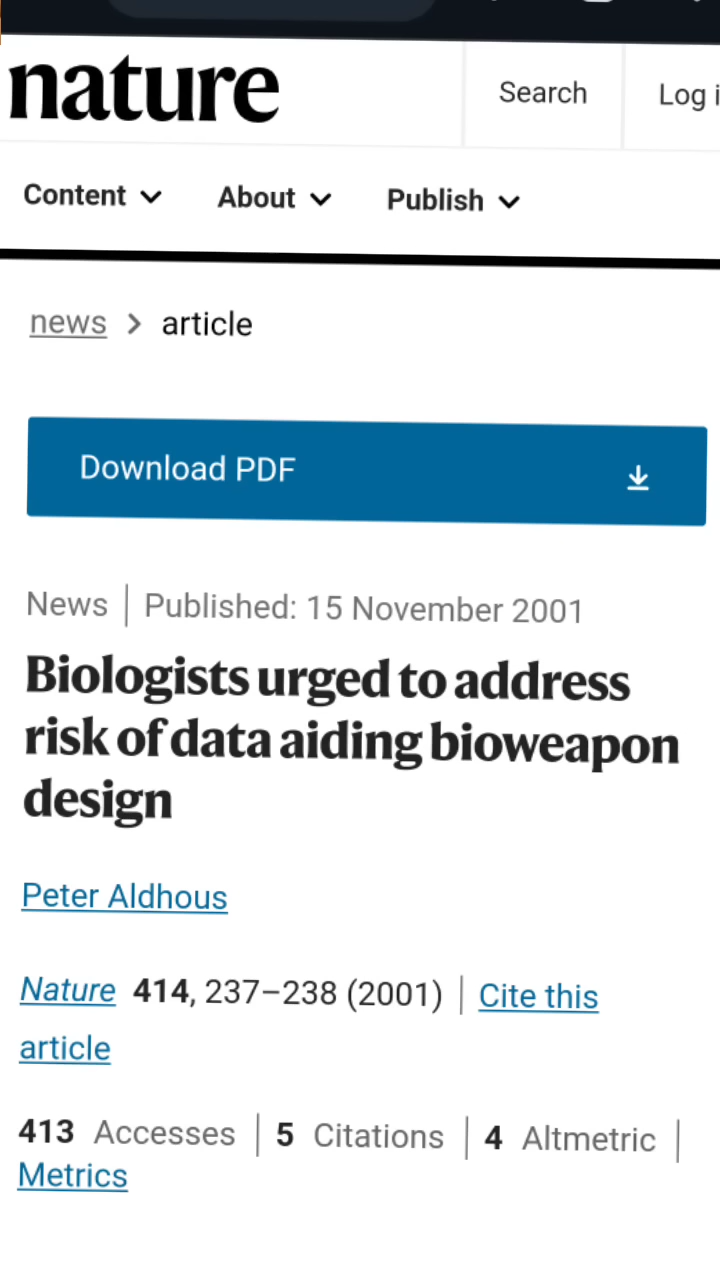 nature
Search
Log i
Content
About
Publish
news > article
Download PDF
News | Published: 15 November 2001
Biologists urged to address
risk of data aiding bioweapon
design
Peter Aldhous
Nature 414, 237–238 (2001) | Cite this
article
413 Accesses | 5 Citations | 4 Altmetric |
Metrics